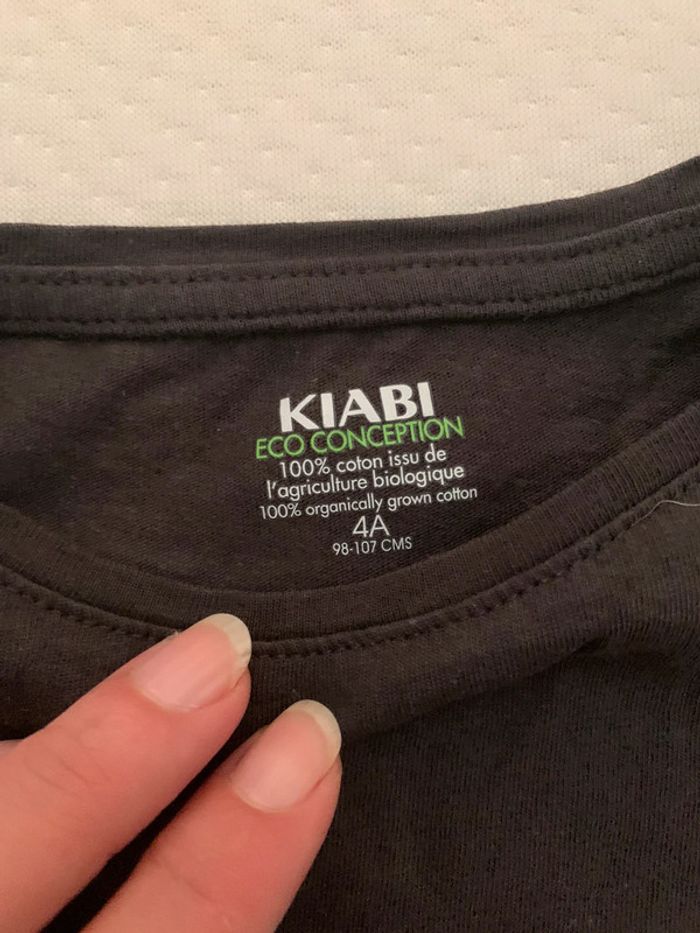 KIABI
ECO CONCEPTION
100% coton issu de
l'agriculture biologique
100% organically grown cotton
4A
98-107 CMS